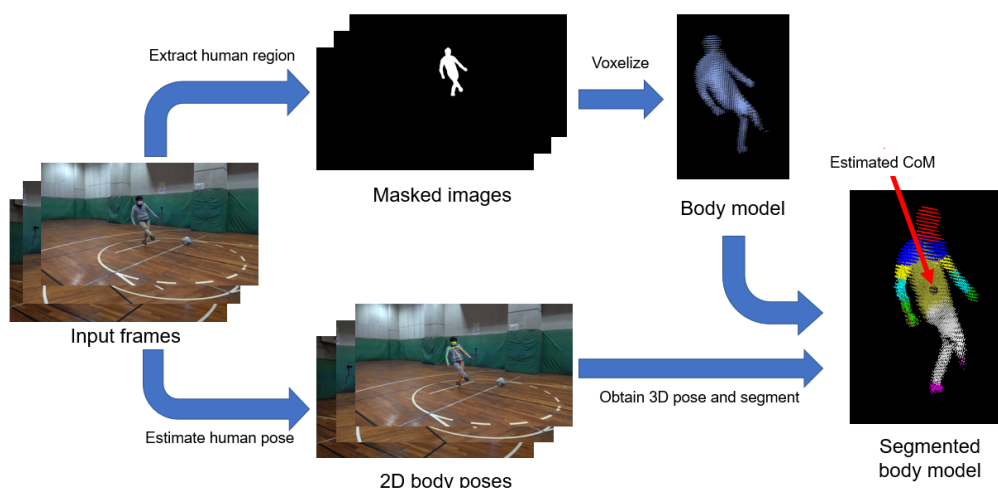 Extract human region
Voxelize
Masked images
Body model
Estimated CoM
Input frames
Estimate human pose
2D body poses
Obtain 3D pose and segment
Segmented
body model